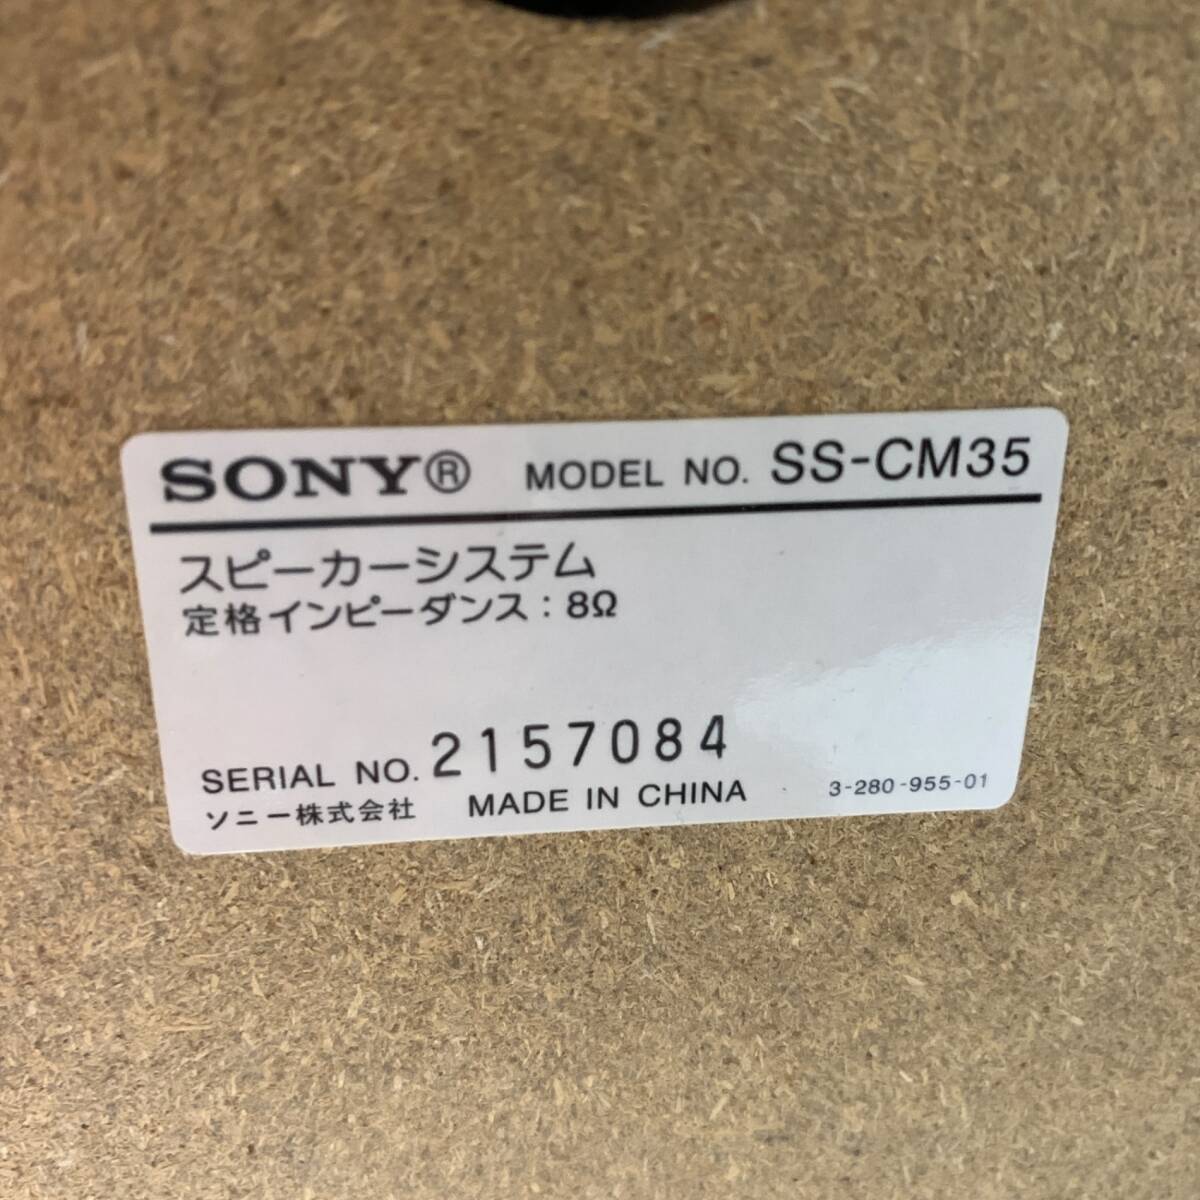 SONY® MODEL NO. SS-CM35
スピーカーシステム
定格インピーダンス：8Ω
SERIAL NO. 2157084
ソニー株式会社 MADE IN CHINA 3-280-955-01